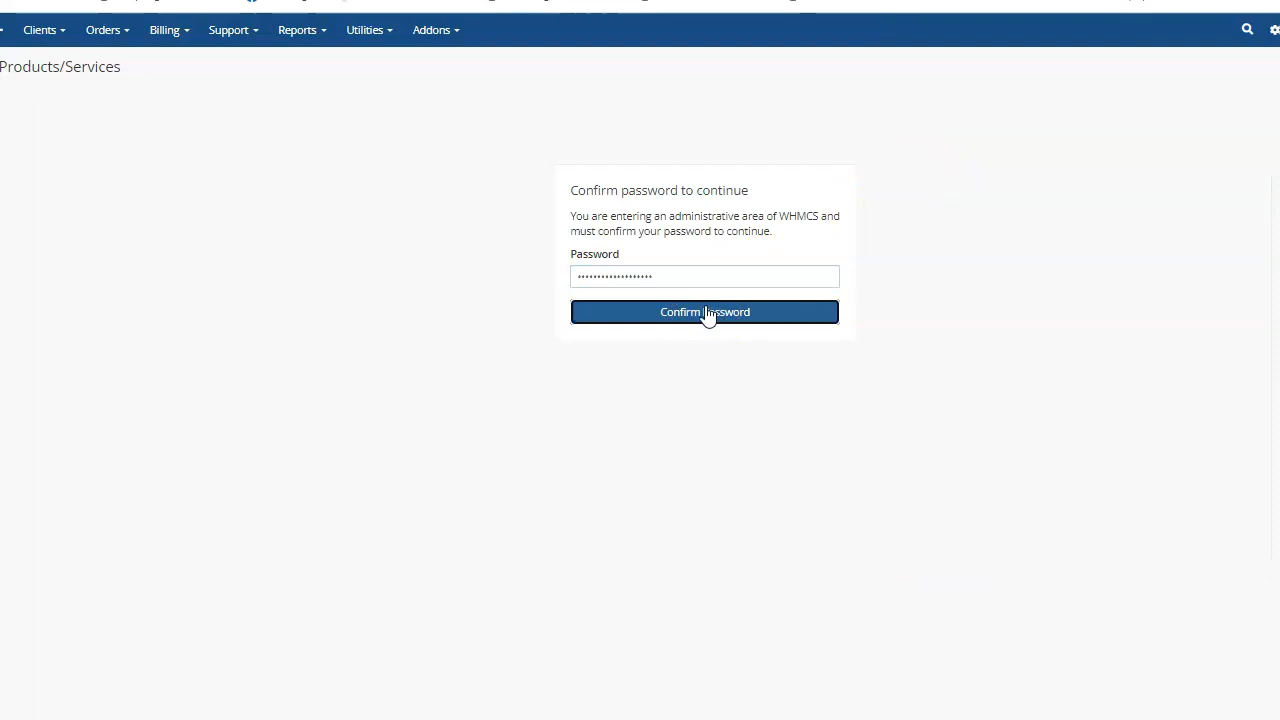 Clients
Orders
Billing
Support
Reports
Utilities
Addons
Products/Services
Confirm password to continue
You are entering an administrative area of WHMCS and
must confirm your password to continue.
Password
•••••••••••••••••••
Confirm Password